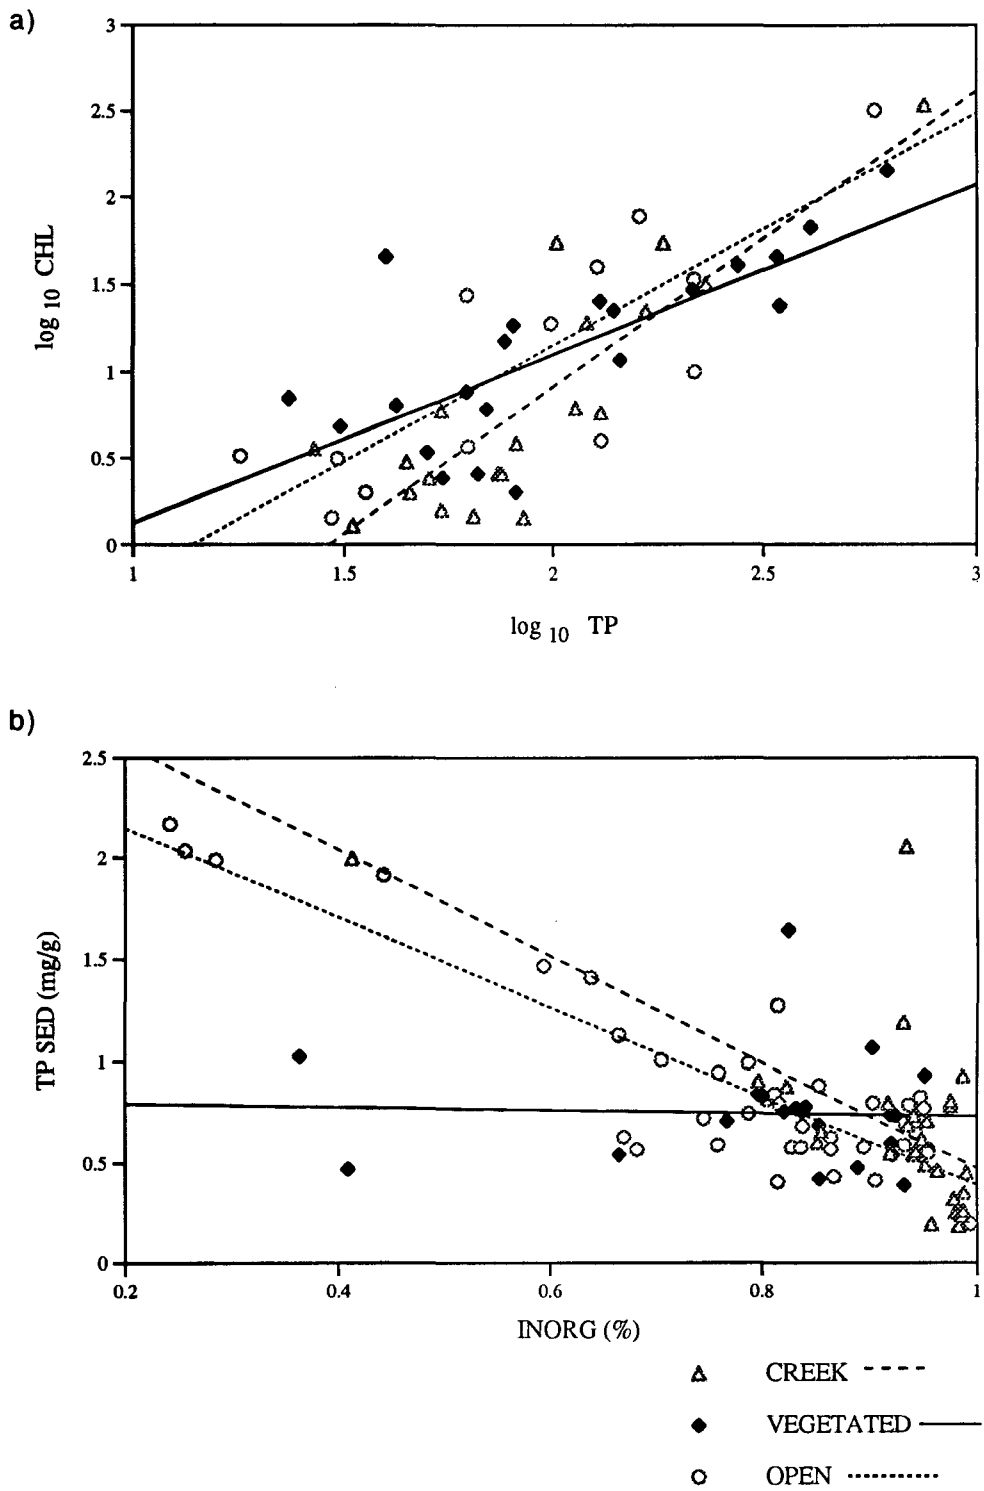 a)
3
2.5
2
1.5
1
0.5
0
log 10 CHL
1
1.5
2
2.5
3
log 10 TP
b)
2.5
2
1.5
1
0.5
0
TP SED (mg/g)
0.2
0.4
0.6
0.8
1
INORG (%)
CREEK
VEGETATED
OPEN